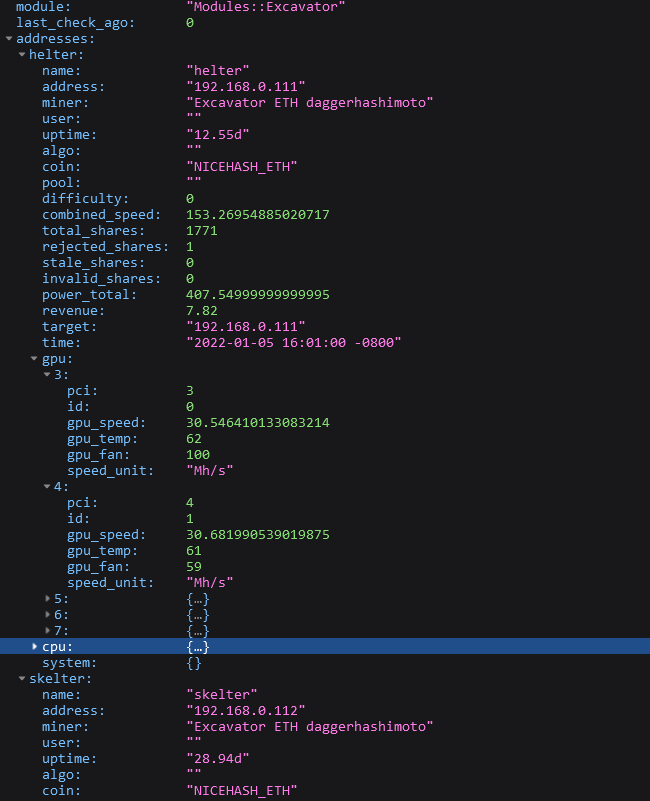 module: "Modules::Excavator"
last_check_ago: 0
addresses:
helter:
name: "helter"
address: "192.168.0.111"
miner: "Excavator ETH daggerhashimoto"
user: ""
uptime: "12.55d"
algo: ""
coin: "NICEHASH_ETH"
pool: ""
difficulty: 0
combined_speed: 153.26954885020717
total_shares: 1771
rejected_shares: 1
stale_shares: 0
invalid_shares: 0
power_total: 407.54999999999995
revenue: 7.82
target: "192.168.0.111"
time: "2022-01-05 16:01:00 -0800"
gpu:
3:
pci: 3
id: 0
gpu_speed: 30.546410133083214
gpu_temp: 62
gpu_fan: 100
speed_unit: "Mh/s"
4:
pci: 4
id: 1
gpu_speed: 30.681990539019875
gpu_temp: 61
gpu_fan: 59
speed_unit: "Mh/s"
5: {…}
6: {…}
7: {…}
cpu: {…}
system: {}
skelter:
name: "skelter"
address: "192.168.0.112"
miner: "Excavator ETH daggerhashimoto"
user: ""
uptime: "28.94d"
algo: ""
coin: "NICEHASH_ETH"